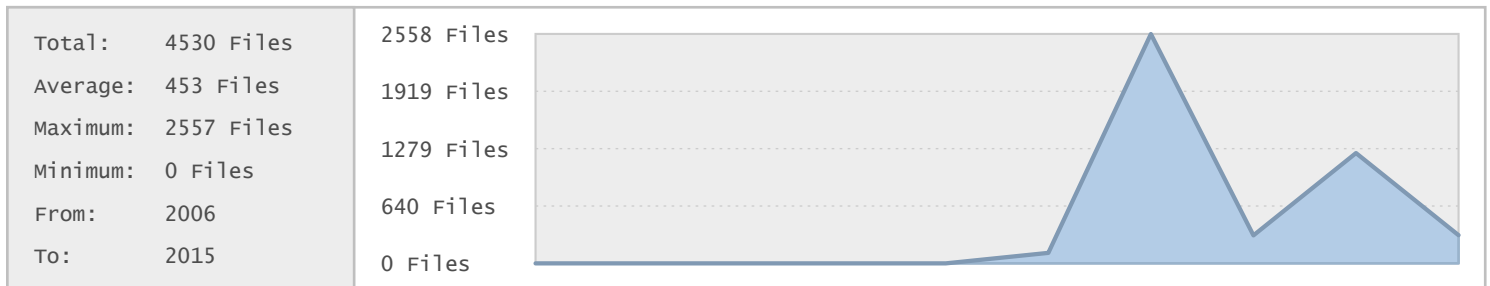 Total: 4530 Files
Average: 453 Files
Maximum: 2557 Files
Minimum: 0 Files
From: 2006
To: 2015
2558 Files
1919 Files
1279 Files
640 Files
0 Files